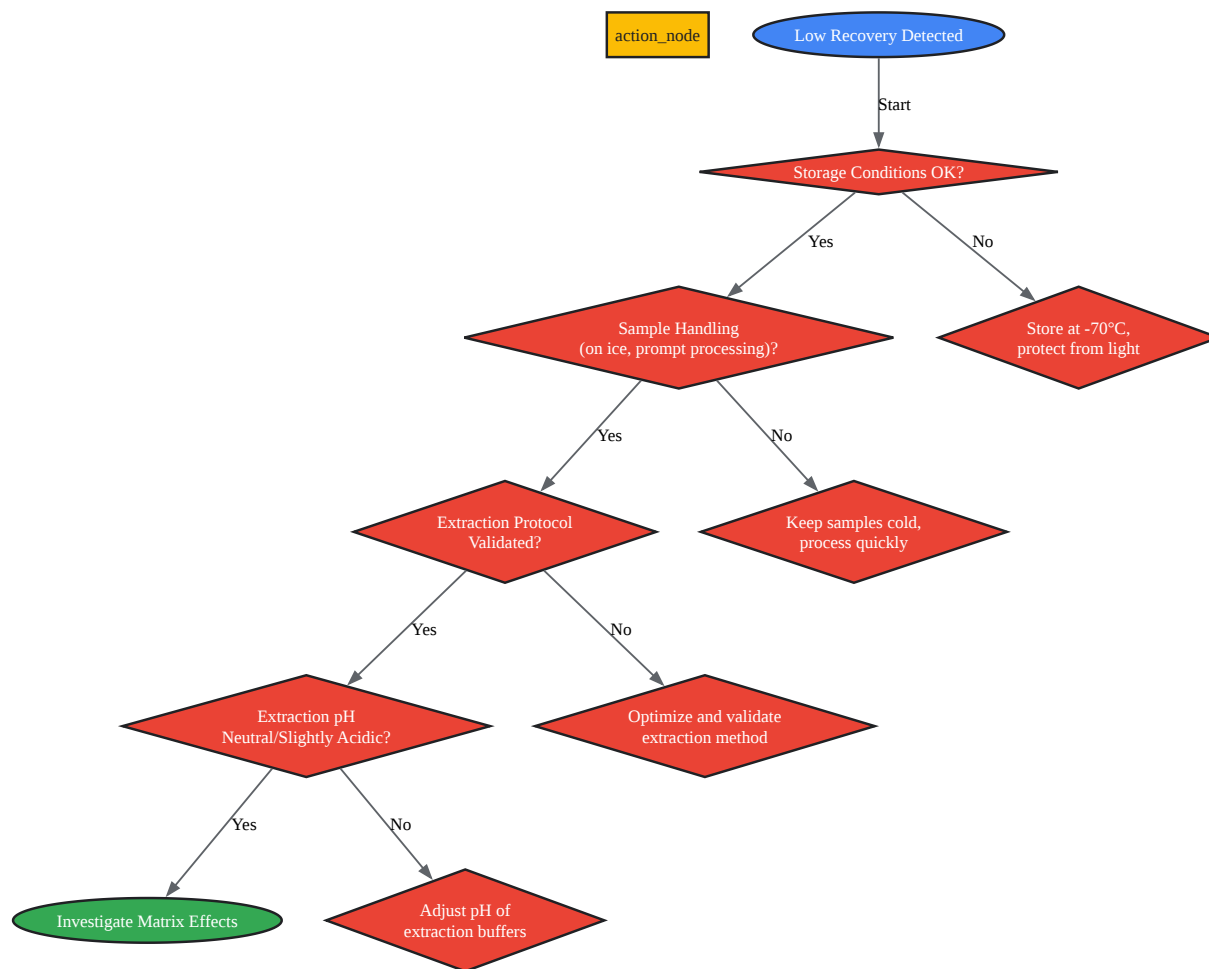 action_node
Low Recovery Detected
Start
Storage Conditions OK?
Yes
No
Sample Handling
(on ice, prompt processing)?
Store at -70°C,
protect from light
Yes
No
Extraction Protocol
Validated?
Keep samples cold,
process quickly
Yes
No
Extraction pH
Neutral/Slightly Acidic?
Optimize and validate
extraction method
Yes
No
Investigate Matrix Effects
Adjust pH of
extraction buffers